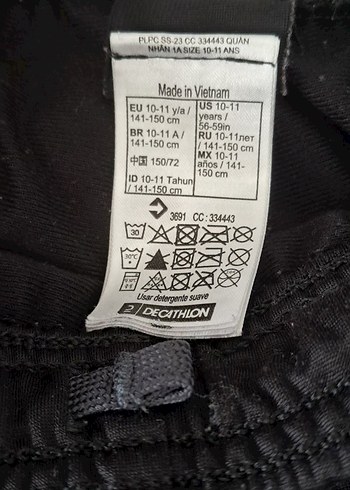 PLPC SS-23 CC 334443 QUẦN
NHÃN 1A SIZE 10-11 ANS
Made in Vietnam
EU 10-11 y/a /
141-150 cm
BR 10-11 A /
141-150 cm
中国 150/72
ID 10-11 Tahun
/ 141-150 cm
US 10-11
years /
56-59in
RU 10-11лет
/ 141-150 cm
MX 10-11
años / 141-
150 cm
3691 CC : 334443
30
30°C
Usar detergente suave
2 DECATHLON